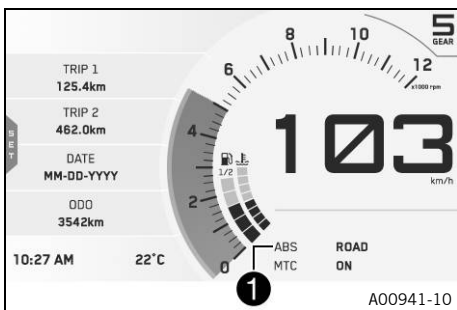 5
GEAR
TRIP 1
125.4km
TRIP 2
462.0km
DATE
MM-DD-YYYY
ODO
3542km
10:27 AM 22°C
SET
0
2
4
6
8
10
12
x1000 rpm
1/2
103
km/h
ABS ROAD
MTC ON
1
A00941-10